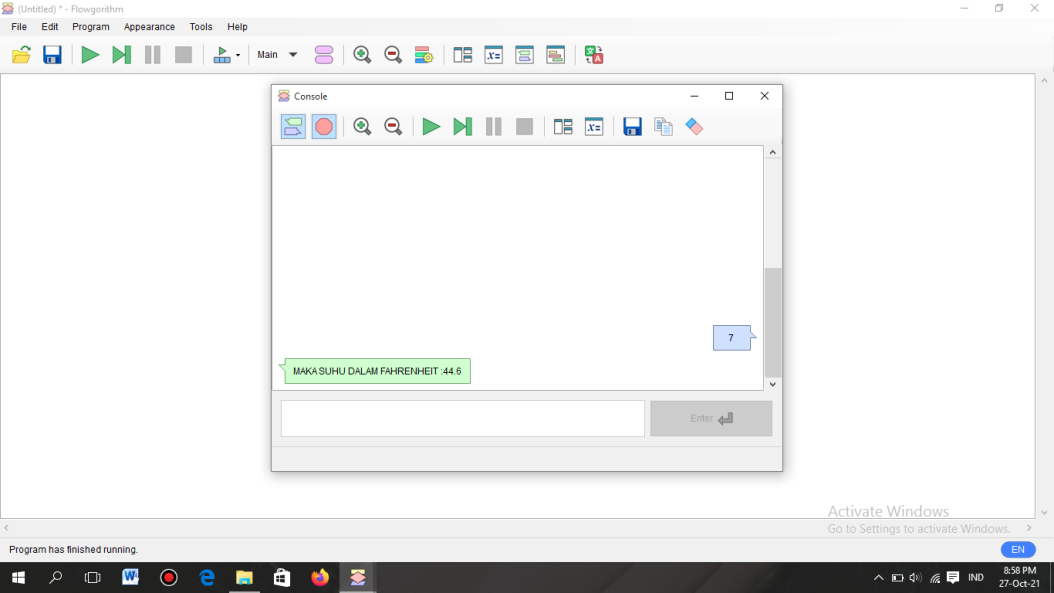 (Untitled) * - Flowgorithm
File Edit Program Appearance Tools Help
Main
x=
Console
x=
7
MAKA SUHU DALAM FAHRENHEIT :44.6
Enter
Activate Windows
Go to Settings to activate Windows.
Program has finished running.
EN
IND
8:58 PM
27-Oct-21